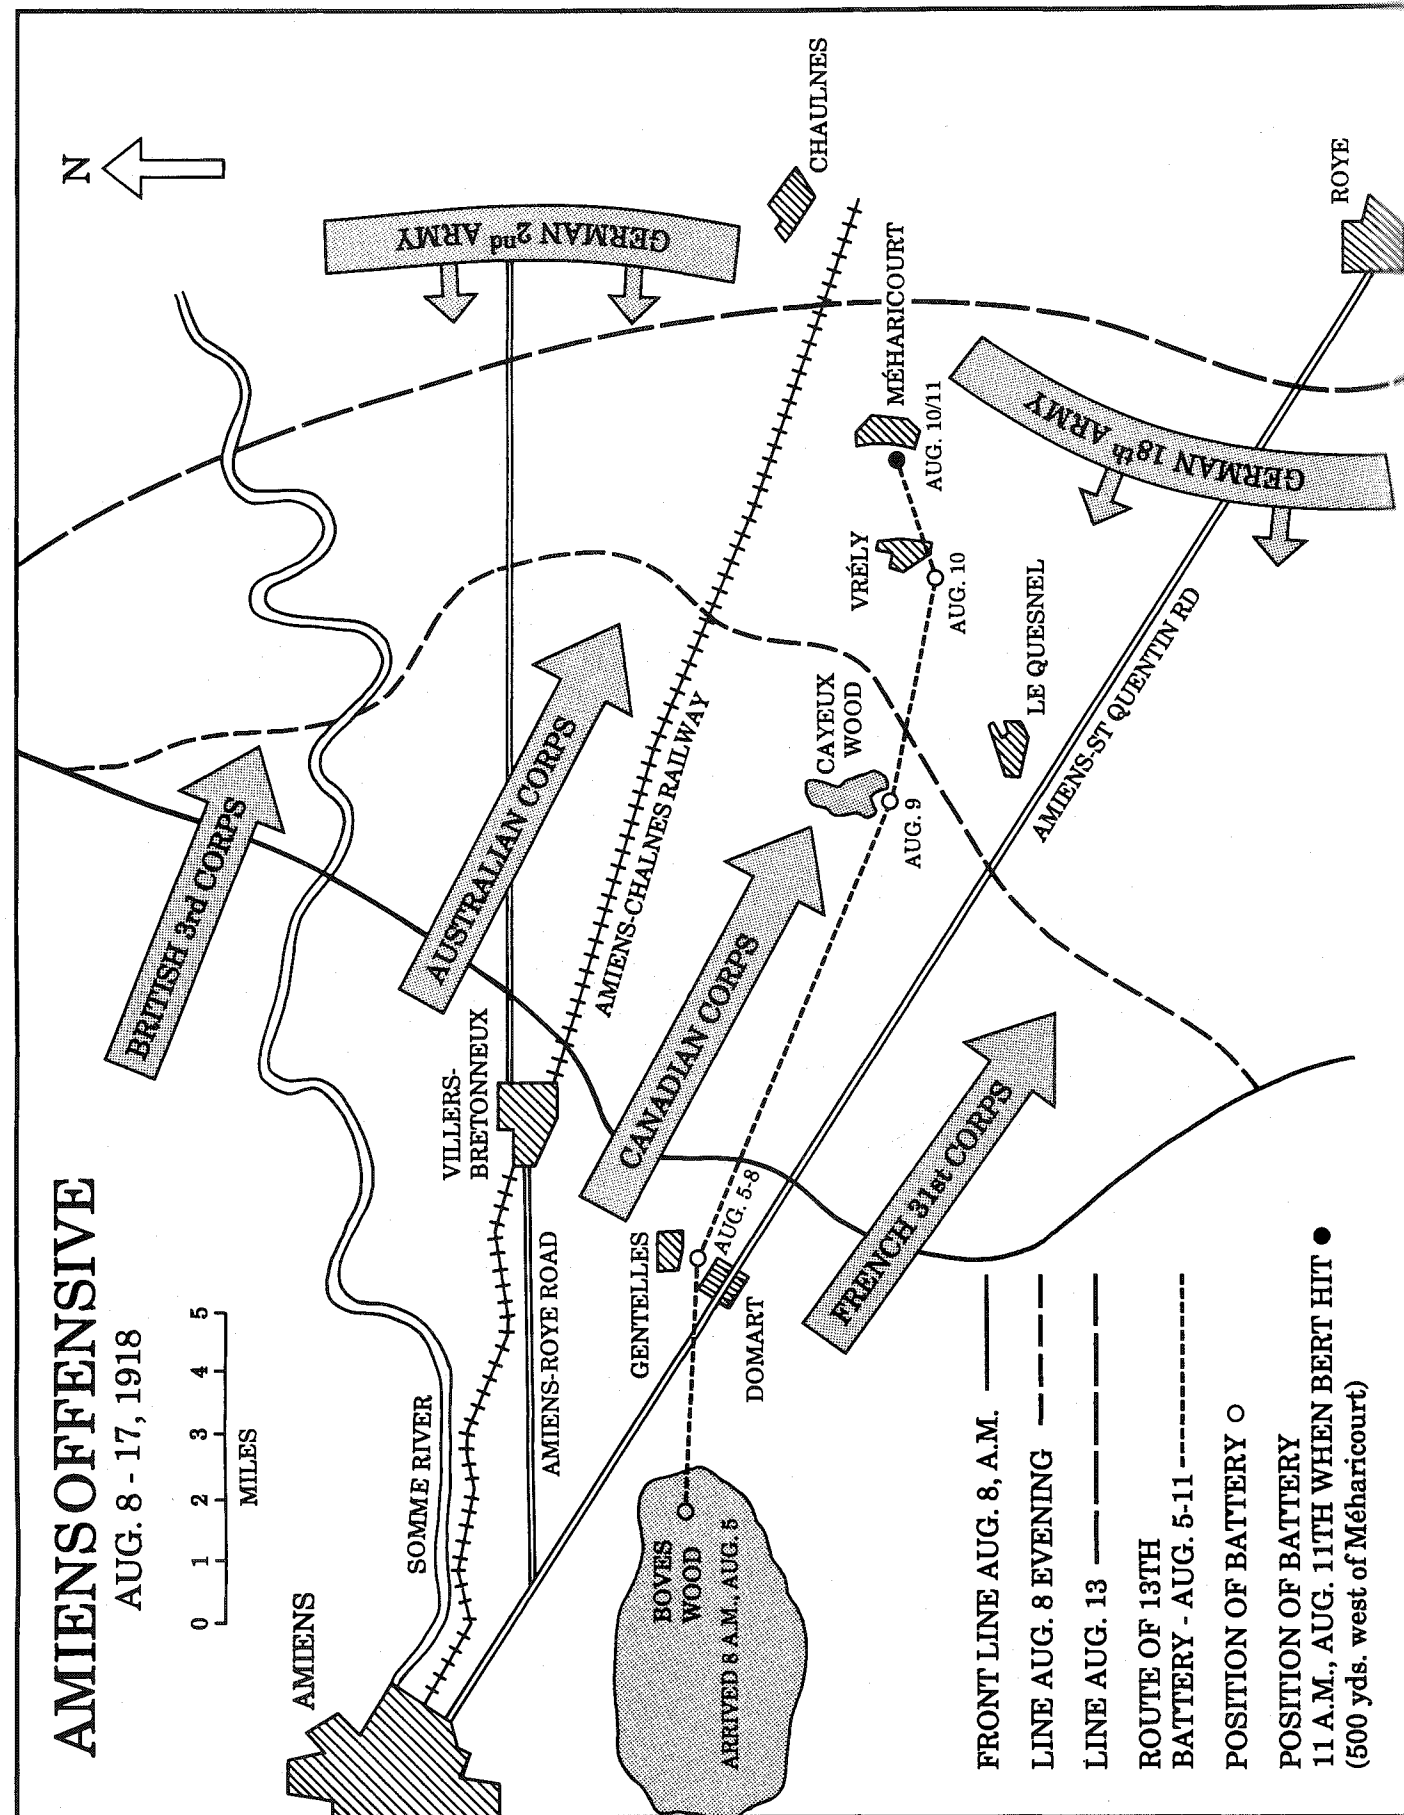 AMIENS OFFENSIVE
AUG. 8 - 17, 1918
0 1 2 3 4 5
MILES
N
AMIENS
SOMME RIVER
BRITISH 3rd CORPS
GERMAN 2nd ARMY
AUSTRALIAN CORPS
VILLERS-
BRETONNEUX
AMIENS-ROYE ROAD
AMIENS-CHALNES RAILWAY
CHAULNES
GENTELLES
CANADIAN CORPS
AUG. 5-8
DOMART
BOVES
WOOD
ARRIVED 8 A.M., AUG. 5
CAYEUX
WOOD
AUG. 9
VRÉLY
AUG. 10
MÉHARICOURT
AUG. 10/11
LE QUESNEL
AMIENS-ST QUENTIN RD
GERMAN 18th ARMY
ROYE
FRENCH 31st CORPS
FRONT LINE AUG. 8, A.M.
LINE AUG. 8 EVENING
LINE AUG. 13
ROUTE OF 13TH
BATTERY - AUG. 5-11
POSITION OF BATTERY
POSITION OF BATTERY
11 A.M., AUG. 11TH WHEN BERT HIT
(500 yds. west of Méharicourt)